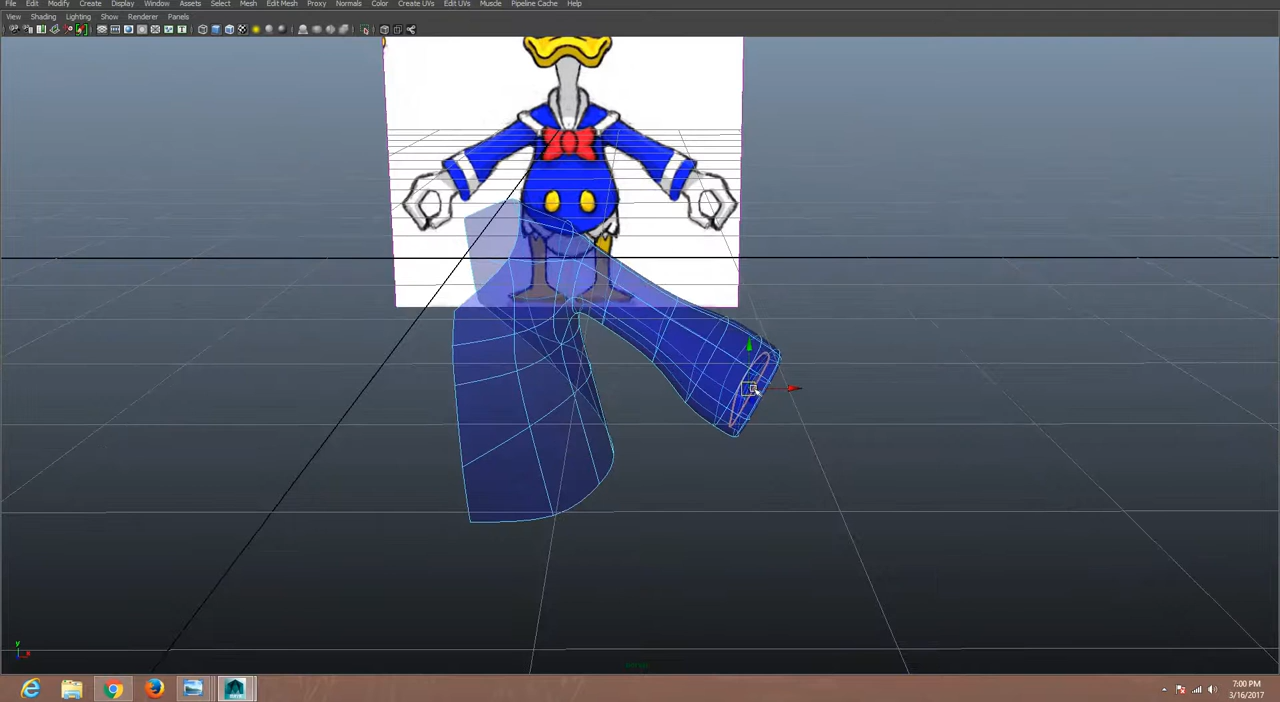 File Edit Modify Create Display Window Assets Select Mesh Edit Mesh Proxy Normals Color Create UVs Edit UVs Muscle Pipeline Cache Help
View Shading Lighting Show Renderer Panels
y
7:00 PM
3/16/2017